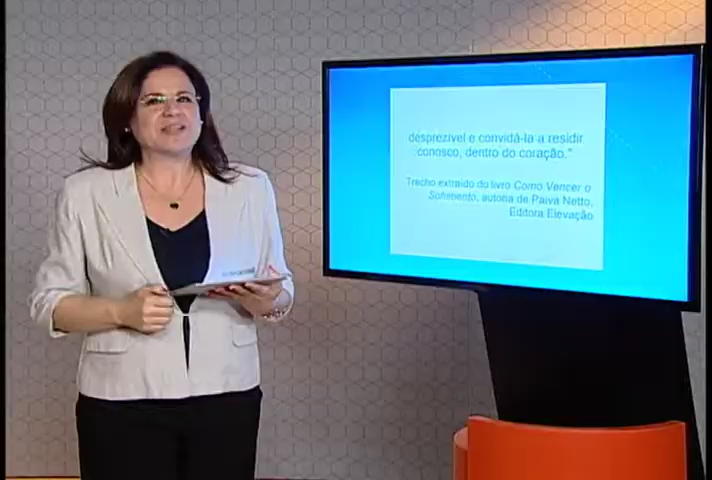 desprezível e convidá-la a residir
conosco, dentro do coração."
Trecho extraído do livro Como Vencer o
Sofrimento, autoria de Paiva Netto,
Editora Elevação